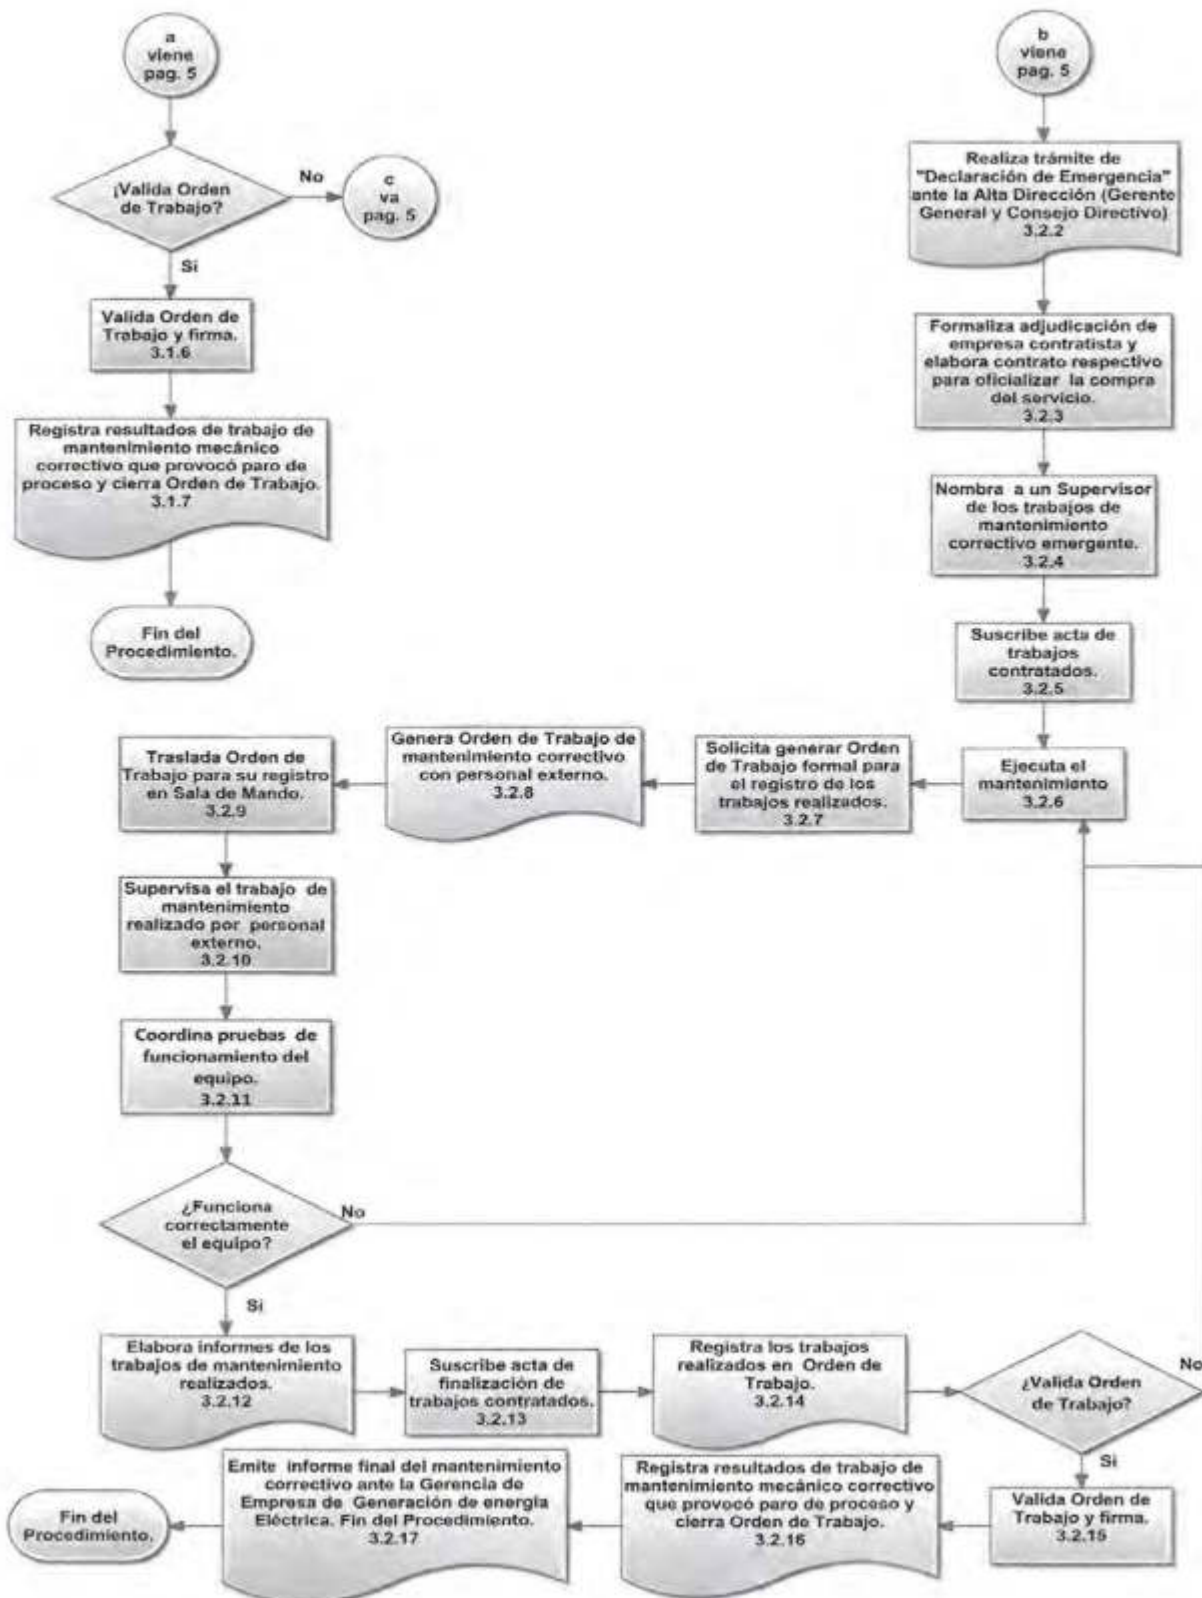 a
viene
pag. 5
¡Valida Orden
de Trabajo?
No
c
va
pag. 5
Si
Valida Orden de
Trabajo y firma.
3.1.6
Registra resultados de trabajo de
mantenimiento mecánico
correctivo que provocó paro de
proceso y cierra Orden de Trabajo.
3.1.7
Fin del
Procedimiento.
b
viene
pag. 5
Realiza trámite de
"Declaración de Emergencia"
ante la Alta Dirección (Gerente
General y Consejo Directivo)
3.2.2
Formaliza adjudicación de
empresa contratista y
elabora contrato respectivo
para oficializar la compra
del servicio.
3.2.3
Nombra a un Supervisor
de los trabajos de
mantenimiento
correctivo emergente.
3.2.4
Suscribe acta de
trabajos
contratados.
3.2.5
Ejecuta el
mantenimiento
3.2.6
Solicita generar Orden
de Trabajo formal para
el registro de los
trabajos realizados.
3.2.7
Genera Orden de Trabajo de
mantenimiento correctivo
con personal externo.
3.2.8
Traslada Orden de
Trabajo para su registro
en Sala de Mando.
3.2.9
Supervisa el trabajo de
mantenimiento
realizado por personal
externo.
3.2.10
Coordina pruebas de
funcionamiento del
equipo.
3.2.11
¿Funciona
correctamente
el equipo?
No
Si
Elabora informes de los
trabajos de mantenimiento
realizados.
3.2.12
Suscribe acta de
finalización de
trabajos contratados.
3.2.13
Registra los trabajos
realizados en Orden de
Trabajo.
3.2.14
¿Valida Orden
de Trabajo?
No
Si
Valida Orden de
Trabajo y firma.
3.2.15
Registra resultados de trabajo de
mantenimiento mecánico correctivo
que provocó paro de proceso y
cierra Orden de Trabajo.
3.2.16
Emite informe final del mantenimiento
correctivo ante la Gerencia de
Empresa de Generación de energía
Eléctrica. Fin del Procedimiento.
3.2.17
Fin del
Procedimiento.